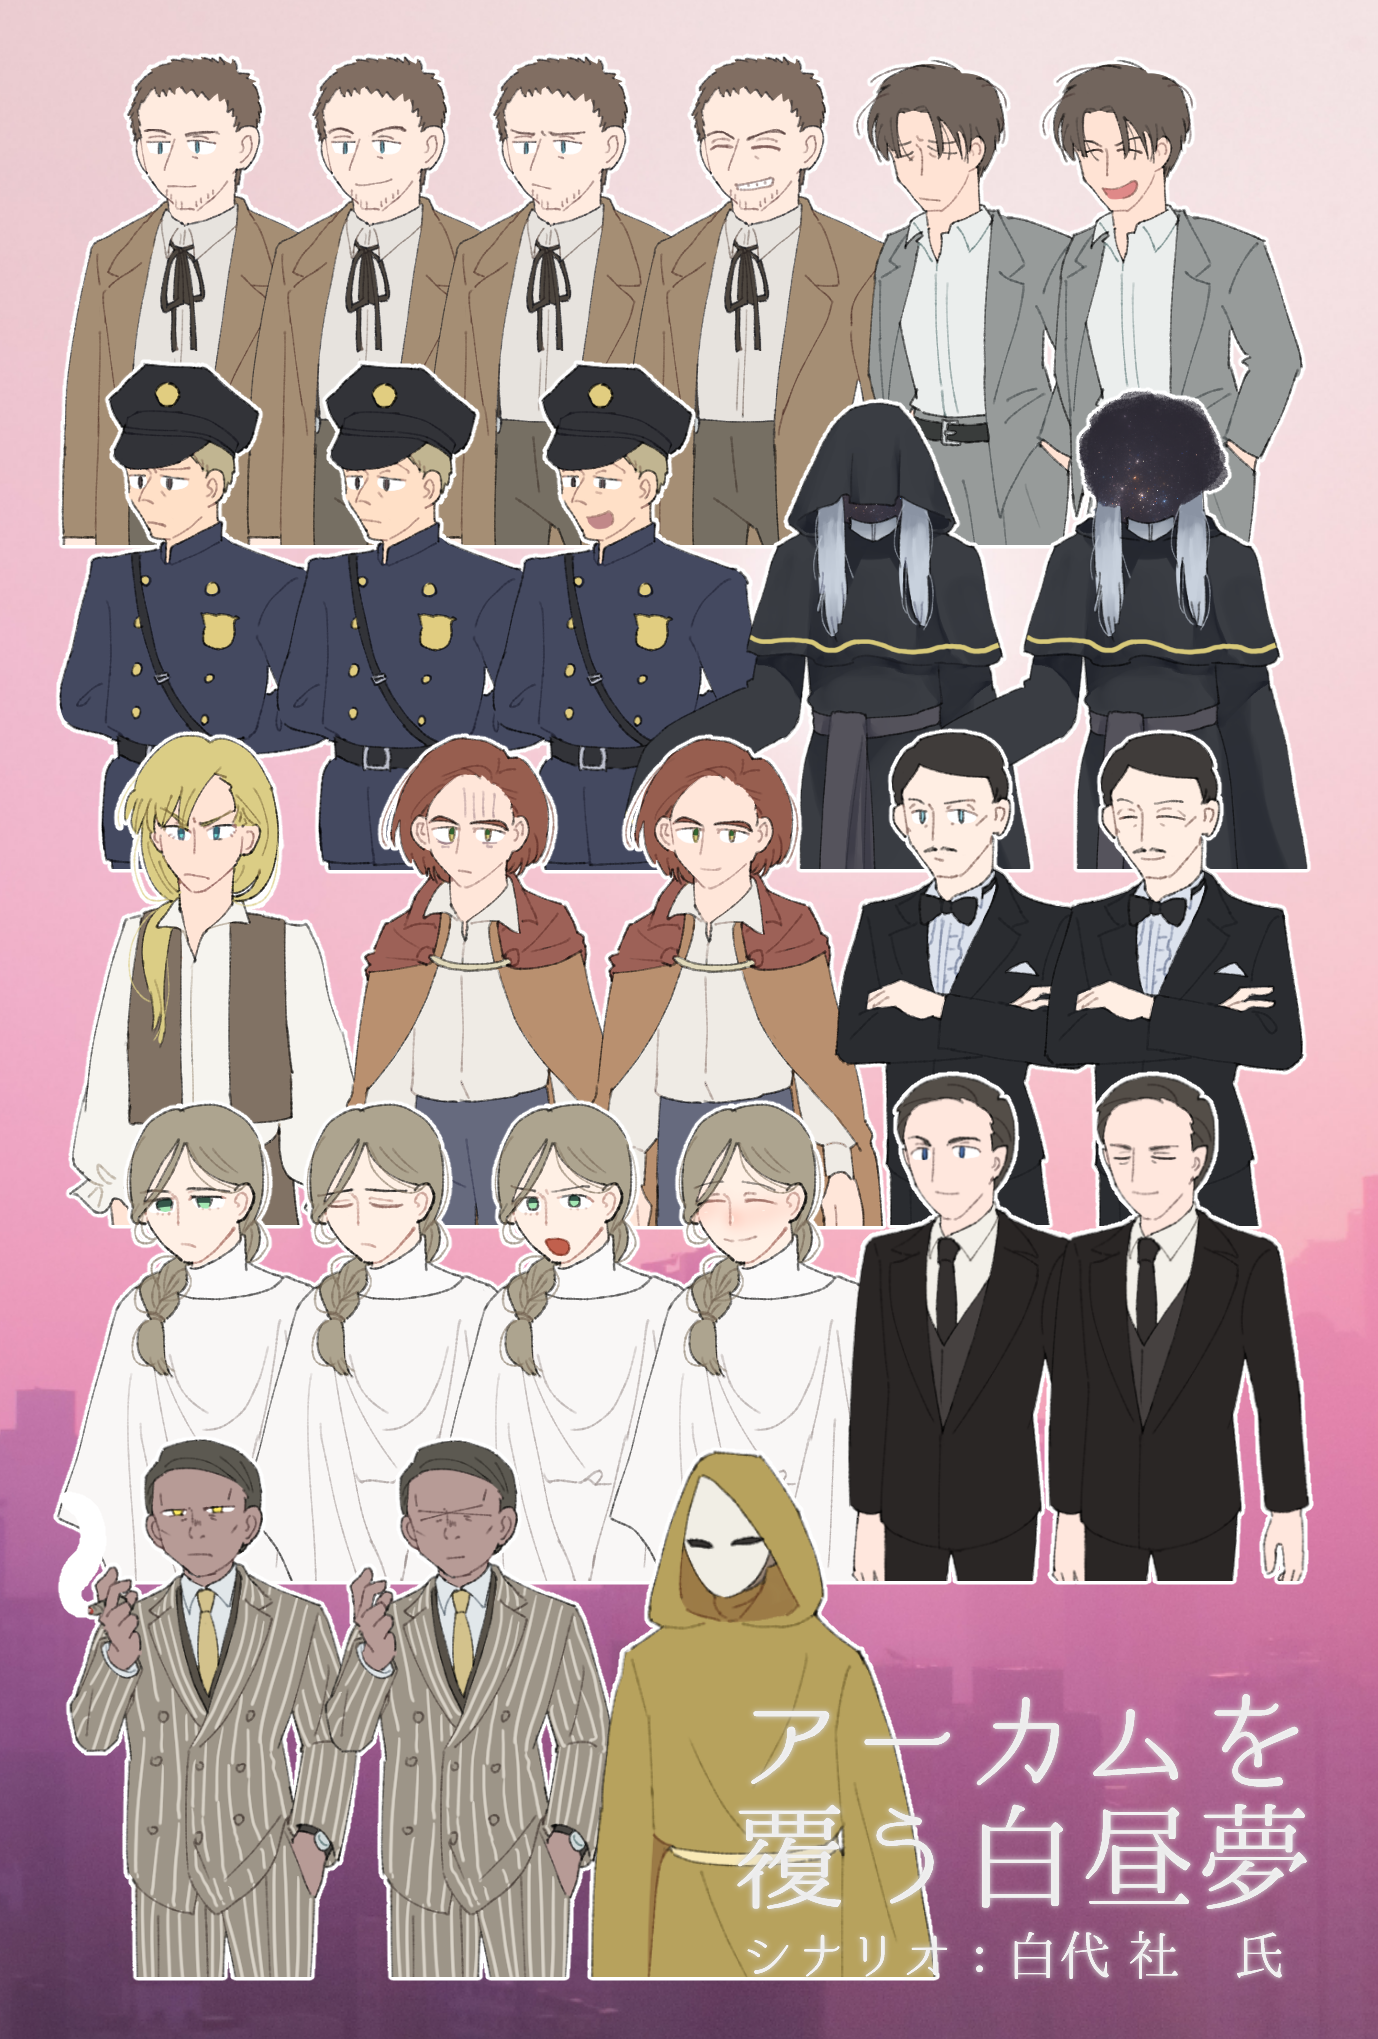 アーカムを
覆う白昼夢
シナリオ：白代 社　氏